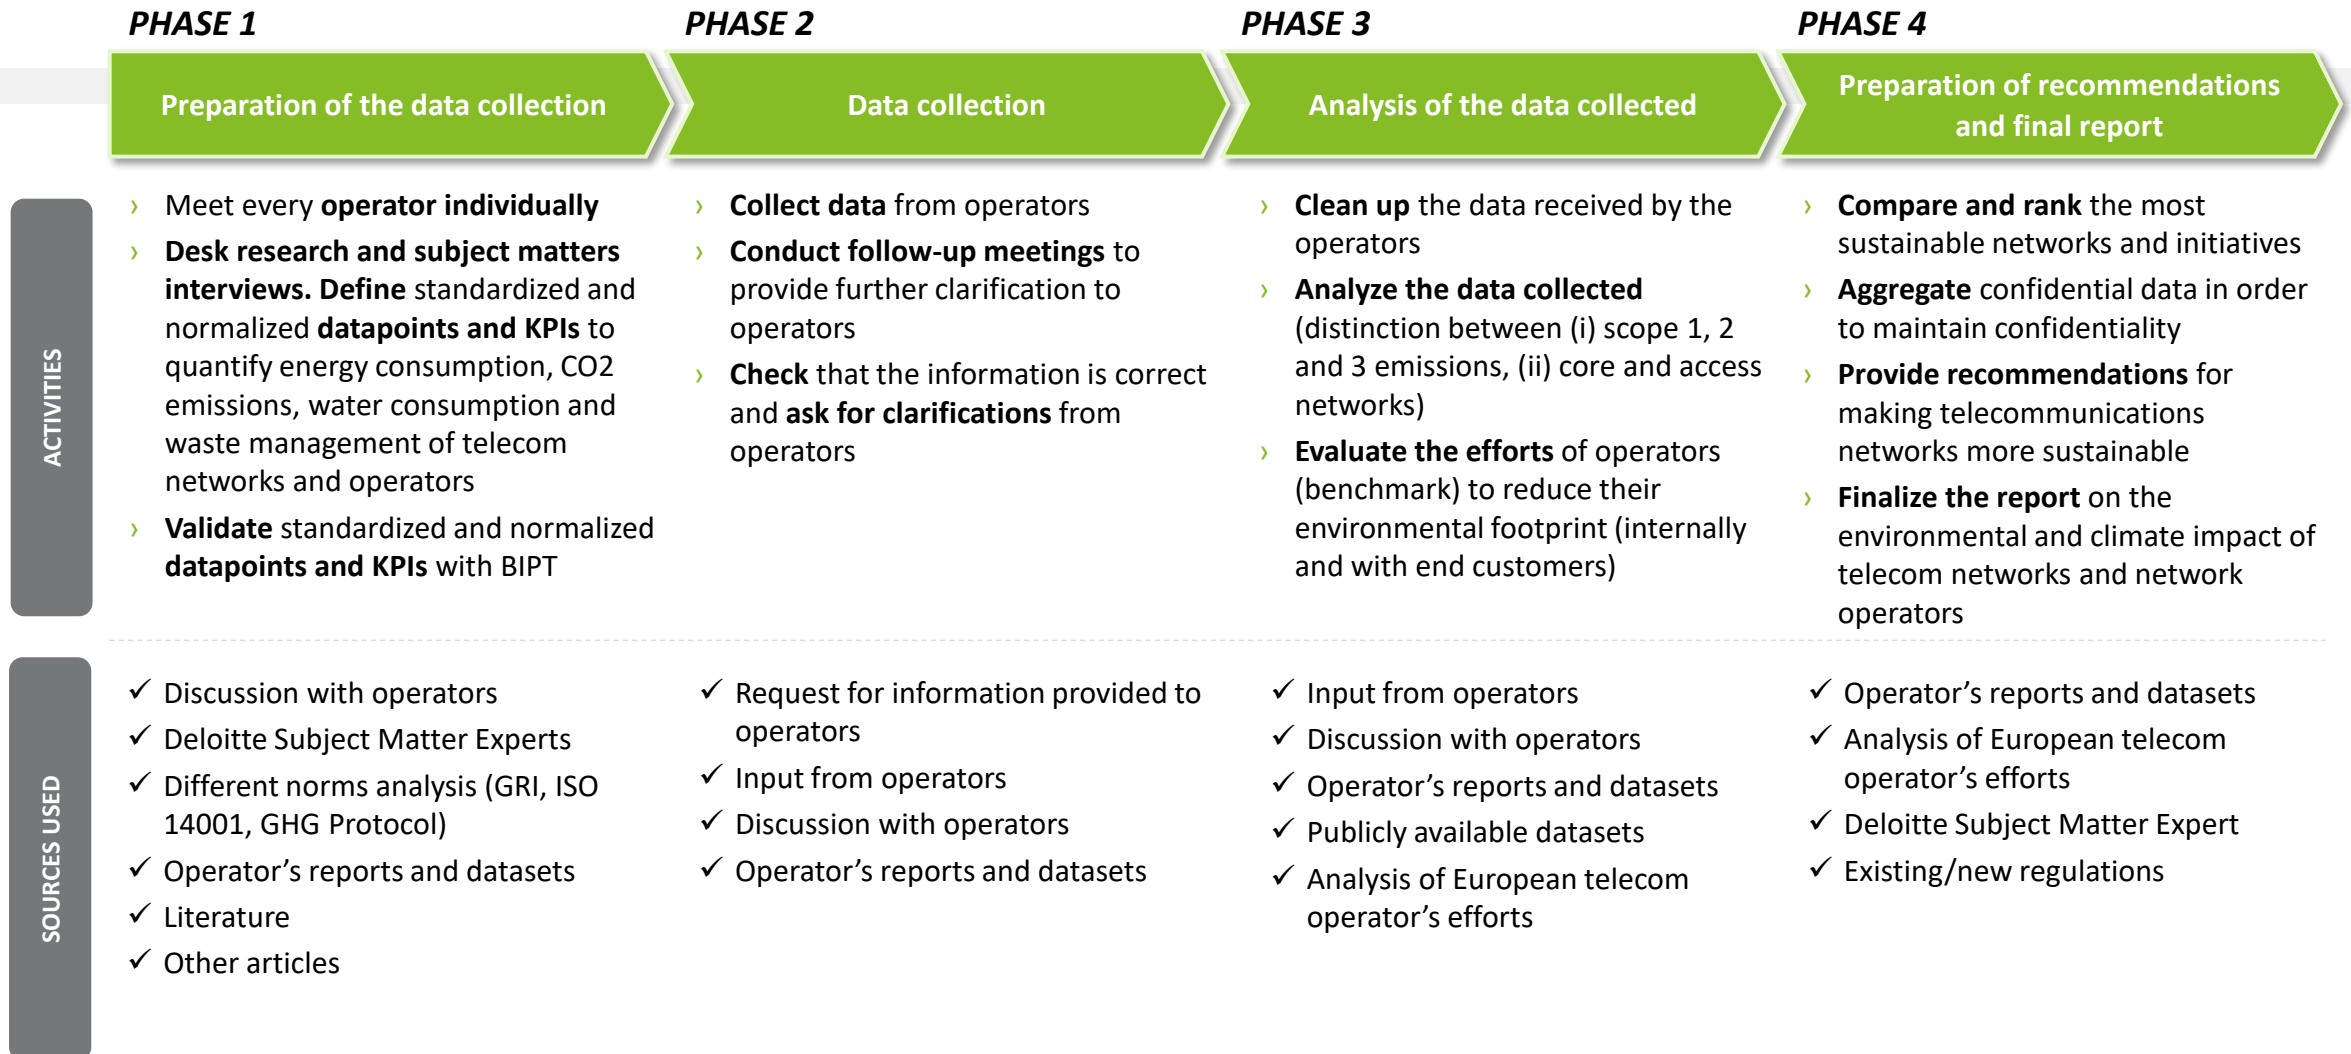 PHASE 1
Preparation of the data collection
PHASE 2
Data collection
PHASE 3
Analysis of the data collected
PHASE 4
Preparation of recommendations
and final report
ACTIVITIES
› Meet every operator individually
› Desk research and subject matters
interviews. Define standardized and
normalized datapoints and KPIs to
quantify energy consumption, CO2
emissions, water consumption and
waste management of telecom
networks and operators
› Validate standardized and normalized
datapoints and KPIs with BIPT
› Collect data from operators
› Conduct follow-up meetings to
provide further clarification to
operators
› Check that the information is correct
and ask for clarifications from
operators
› Clean up the data received by the
operators
› Analyze the data collected
(distinction between (i) scope 1, 2
and 3 emissions, (ii) core and access
networks)
› Evaluate the efforts of operators
(benchmark) to reduce their
environmental footprint (internally
and with end customers)
› Compare and rank the most
sustainable networks and initiatives
› Aggregate confidential data in order
to maintain confidentiality
› Provide recommendations for
making telecommunications
networks more sustainable
› Finalize the report on the
environmental and climate impact of
telecom networks and network
operators
SOURCES USED
✓ Discussion with operators
✓ Deloitte Subject Matter Experts
✓ Different norms analysis (GRI, ISO
14001, GHG Protocol)
✓ Operator’s reports and datasets
✓ Literature
✓ Other articles
✓ Request for information provided to
operators
✓ Input from operators
✓ Discussion with operators
✓ Operator’s reports and datasets
✓ Input from operators
✓ Discussion with operators
✓ Operator’s reports and datasets
✓ Publicly available datasets
✓ Analysis of European telecom
operator’s efforts
✓ Operator’s reports and datasets
✓ Analysis of European telecom
operator’s efforts
✓ Deloitte Subject Matter Expert
✓ Existing/new regulations